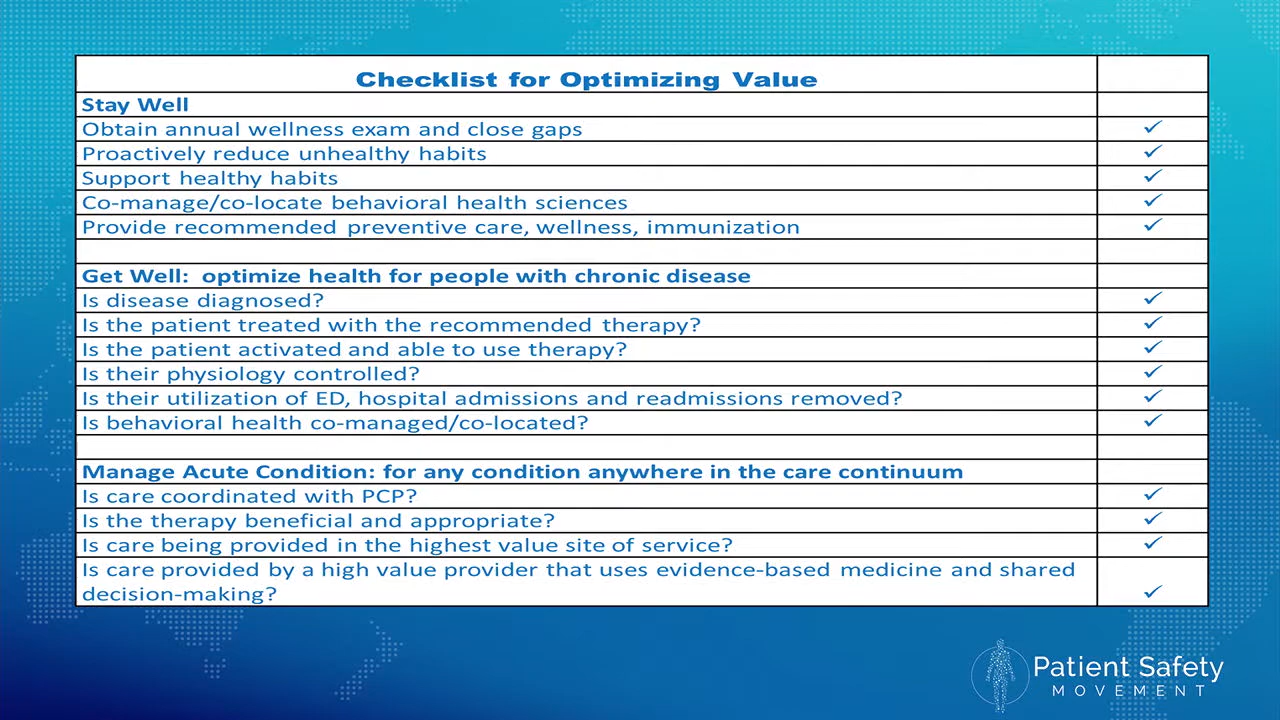 Checklist for Optimizing Value
Stay Well
Obtain annual wellness exam and close gaps ✓
Proactively reduce unhealthy habits ✓
Support healthy habits ✓
Co-manage/co-locate behavioral health sciences ✓
Provide recommended preventive care, wellness, immunization ✓
Get Well: optimize health for people with chronic disease
Is disease diagnosed? ✓
Is the patient treated with the recommended therapy? ✓
Is the patient activated and able to use therapy? ✓
Is their physiology controlled? ✓
Is their utilization of ED, hospital admissions and readmissions removed? ✓
Is behavioral health co-managed/co-located? ✓
Manage Acute Condition: for any condition anywhere in the care continuum
Is care coordinated with PCP? ✓
Is the therapy beneficial and appropriate? ✓
Is care being provided in the highest value site of service? ✓
Is care provided by a high value provider that uses evidence-based medicine and shared
decision-making? ✓
Patient Safety
MOVEMENT